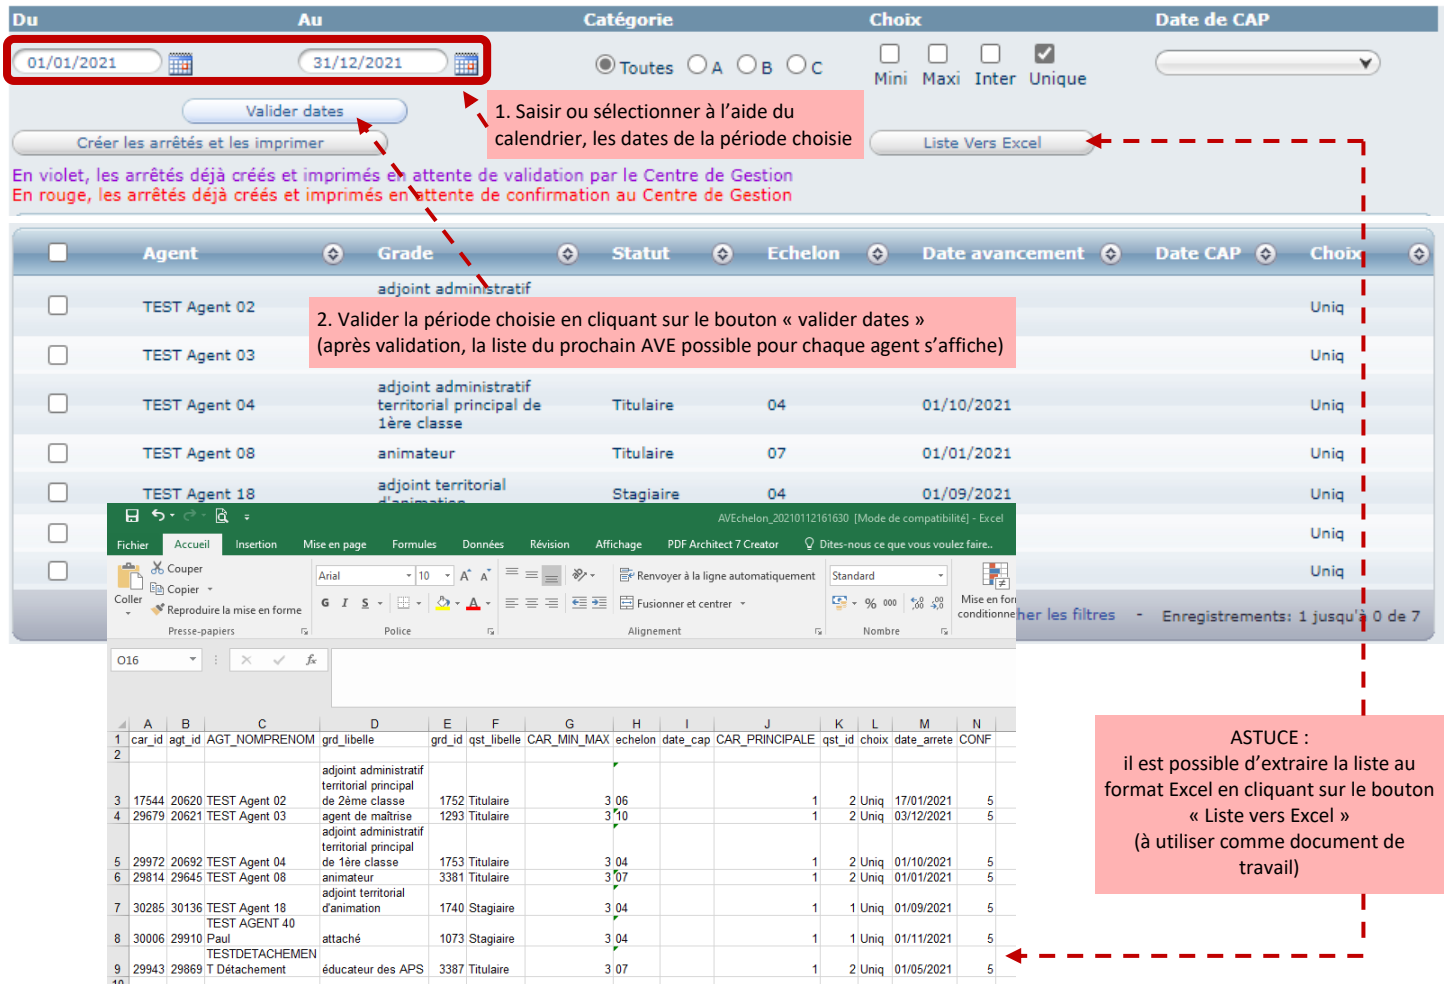 Du Au Catégorie Choix Date de CAP
01/01/2021 31/12/2021 Toutes A B C Mini Maxi Inter Unique
Valider dates
1. Saisir ou sélectionner à l’aide du
calendrier, les dates de la période choisie
Créer les arrêtés et les imprimer Liste Vers Excel
En violet, les arrêtés déjà créés et imprimés en attente de validation par le Centre de Gestion
En rouge, les arrêtés déjà créés et imprimés en attente de confirmation au Centre de Gestion
Agent Grade Statut Echelon Date avancement Date CAP Choix
adjoint administratif
TEST Agent 02 Uniq
2. Valider la période choisie en cliquant sur le bouton « valider dates »
(après validation, la liste du prochain AVE possible pour chaque agent s’affiche)
TEST Agent 03 Uniq
adjoint administratif
territorial principal de
1ère classe
TEST Agent 04 Titulaire 04 01/10/2021 Uniq
TEST Agent 08 animateur Titulaire 07 01/01/2021 Uniq
adjoint territorial
d'animation
TEST Agent 18 Stagiaire 04 01/09/2021 Uniq
Uniq
Uniq
her les filtres - Enregistrements: 1 jusqu'à 0 de 7
AVEchelon_20210112161630 [Mode de compatibilité] - Excel
Fichier Accueil Insertion Mise en page Formules Données Révision Affichage PDF Architect 7 Creator Dites-nous ce que vous voulez faire..
Couper
Copier
Coller
Reproduire la mise en forme
Presse-papiers
Arial 10 A A
G I S A
Police
Renvoyer à la ligne automatiquement
Fusionner et centrer
Alignement
Standard
% 000 ,00 ,00
Nombre
Mise en for
conditionne
O16 fx
A B C D E F G H I J K L M N
1 car_id agt_id AGT_NOMPRENOM grd_libelle grd_id qst_libelle CAR_MIN_MAX echelon date_cap CAR_PRINCIPALE qst_id choix date_arrete CONF
2
adjoint administratif
territorial principal
3 17544 20620 TEST Agent 02 de 2ème classe 1752 Titulaire 3 06 1 2 Uniq 17/01/2021 5
4 29679 20621 TEST Agent 03 agent de maîtrise 1293 Titulaire 3 10 1 2 Uniq 03/12/2021 5
adjoint administratif
territorial principal
5 29972 20692 TEST Agent 04 de 1ère classe 1753 Titulaire 3 04 1 2 Uniq 01/10/2021 5
6 29814 29645 TEST Agent 08 animateur 3381 Titulaire 3 07 1 2 Uniq 01/01/2021 5
adjoint territorial
7 30285 30136 TEST Agent 18 d'animation 1740 Stagiaire 3 04 1 1 Uniq 01/09/2021 5
TEST AGENT 40
8 30006 29910 Paul attaché 1073 Stagiaire 3 04 1 1 Uniq 01/11/2021 5
TESTDETACHEMEN
9 29943 29869 T Détachement éducateur des APS 3387 Titulaire 3 07 1 2 Uniq 01/05/2021 5
ASTUCE :
il est possible d’extraire la liste au
format Excel en cliquant sur le bouton
« Liste vers Excel »
(à utiliser comme document de
travail)